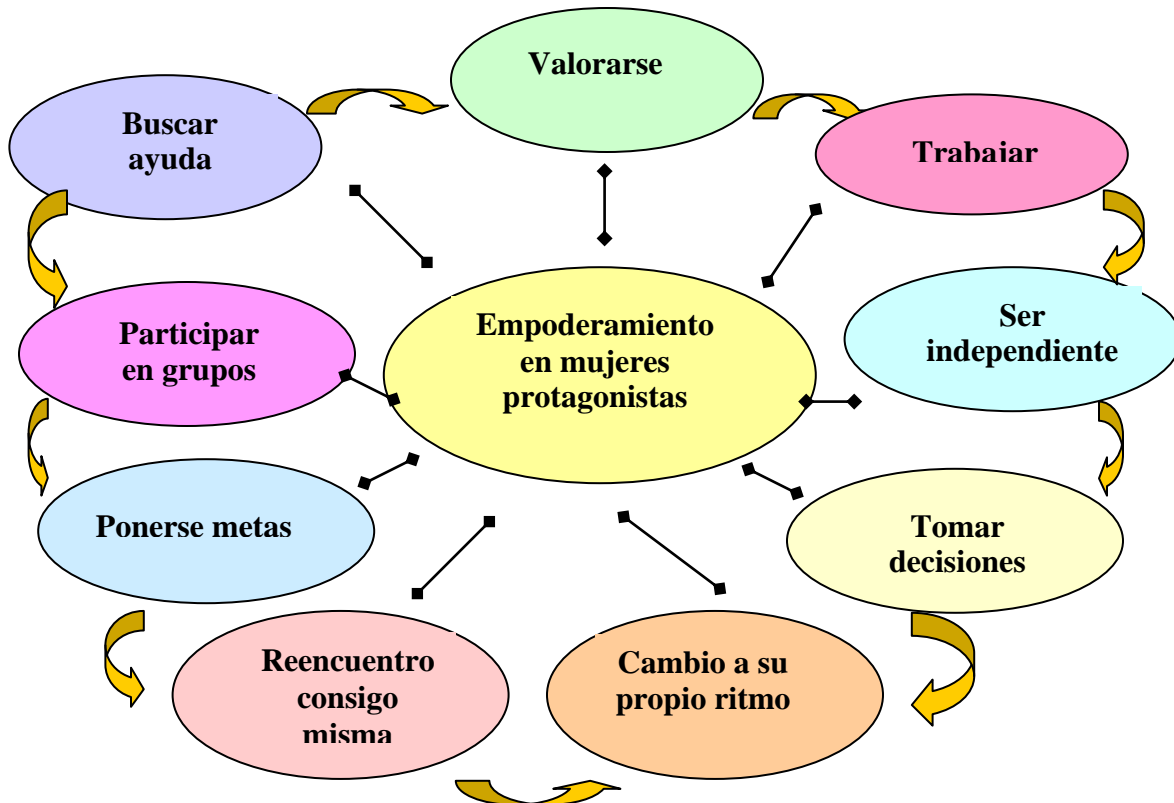 Valorarse
Buscar
ayuda
Trabajar
Empoderamiento
en mujeres
protagonistas
Participar
en grupos
Ser
independiente
Ponerse metas
Tomar
decisiones
Reencuentro
consigo
misma
Cambio a su
propio ritmo